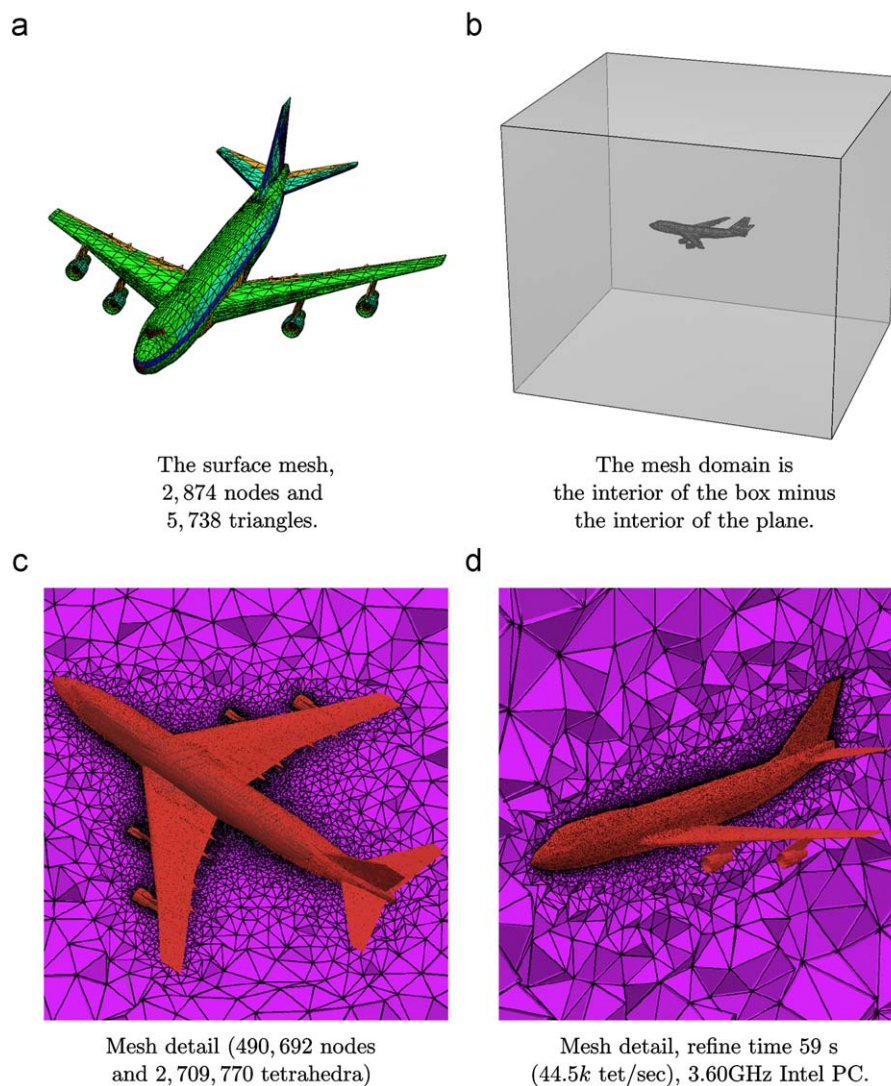 a
b
The surface mesh,
2,874 nodes and
5,738 triangles.
The mesh domain is
the interior of the box minus
the interior of the plane.
c
d
Mesh detail (490,692 nodes
and 2,709,770 tetrahedra)
Mesh detail, refine time 59 s
(44.5k tet/sec), 3.60GHz Intel PC.